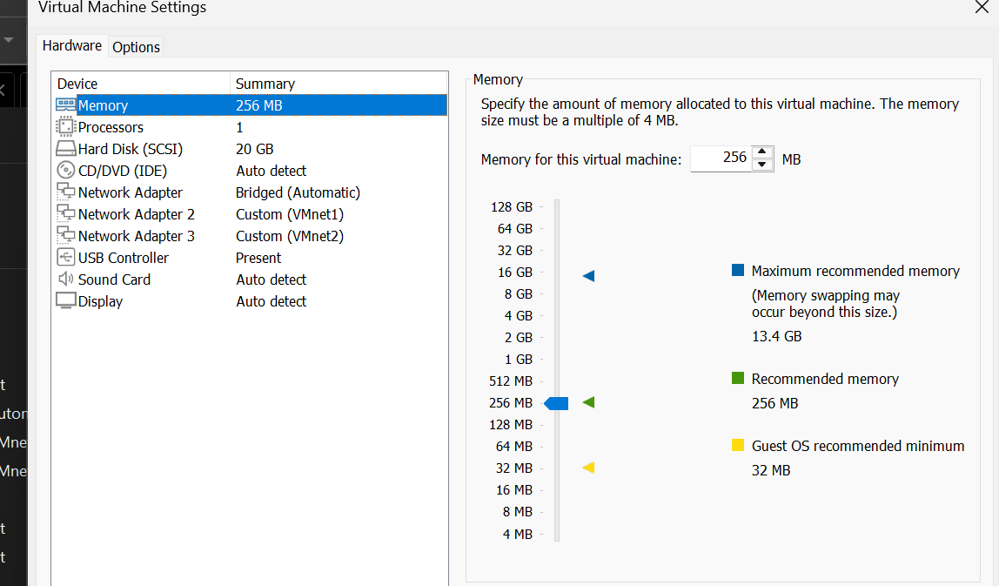 Virtual Machine Settings
Hardware Options
Device Summary
Memory 256 MB
Processors 1
Hard Disk (SCSI) 20 GB
CD/DVD (IDE) Auto detect
Network Adapter Bridged (Automatic)
Network Adapter 2 Custom (VMnet1)
Network Adapter 3 Custom (VMnet2)
USB Controller Present
Sound Card Auto detect
Display Auto detect
Memory
Specify the amount of memory allocated to this virtual machine. The memory
size must be a multiple of 4 MB.
Memory for this virtual machine: 256 MB
128 GB
64 GB
32 GB
16 GB
8 GB
4 GB
2 GB
1 GB
512 MB
256 MB
128 MB
64 MB
32 MB
16 MB
8 MB
4 MB
Maximum recommended memory
(Memory swapping may
occur beyond this size.)
13.4 GB
Recommended memory
256 MB
Guest OS recommended minimum
32 MB